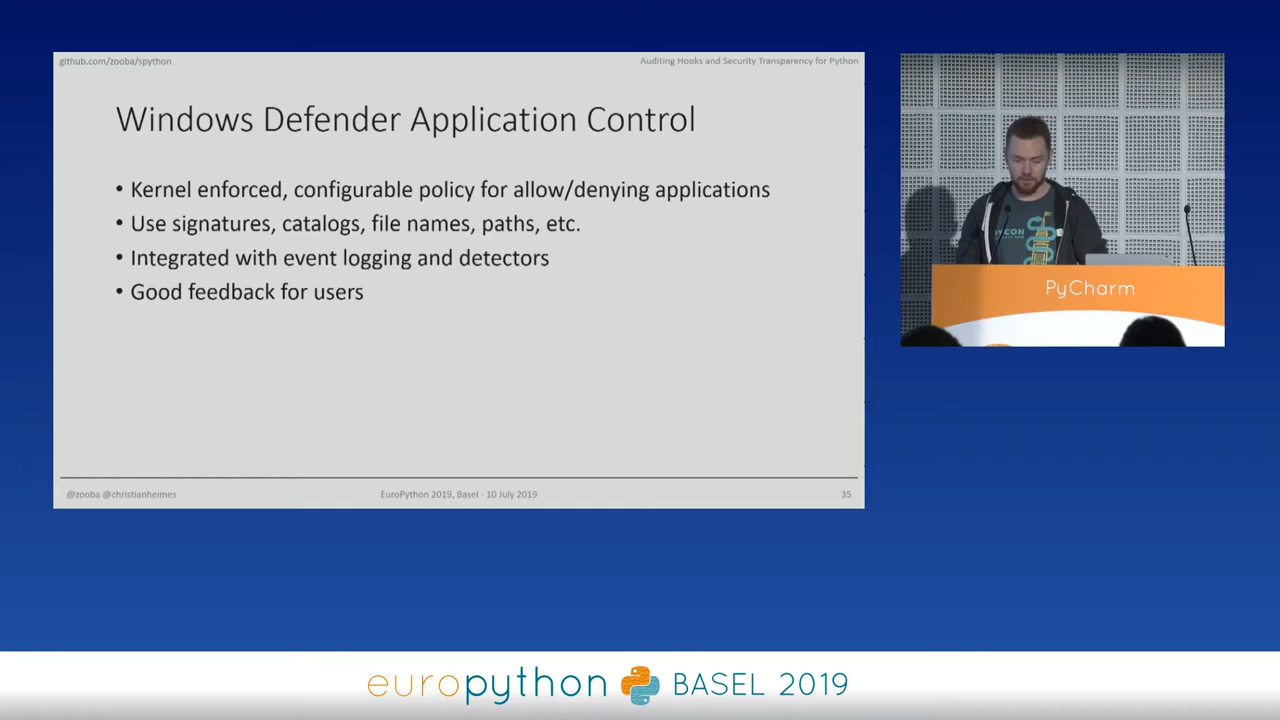 github.com/zooba/spython
Auditing Hooks and Security Transparency for Python
Windows Defender Application Control
• Kernel enforced, configurable policy for allow/denying applications
• Use signatures, catalogs, file names, paths, etc.
• Integrated with event logging and detectors
• Good feedback for users
@zooba @christianheimes
EuroPython 2019, Basel - 10 July 2019
35
PyCharm
europython BASEL 2019